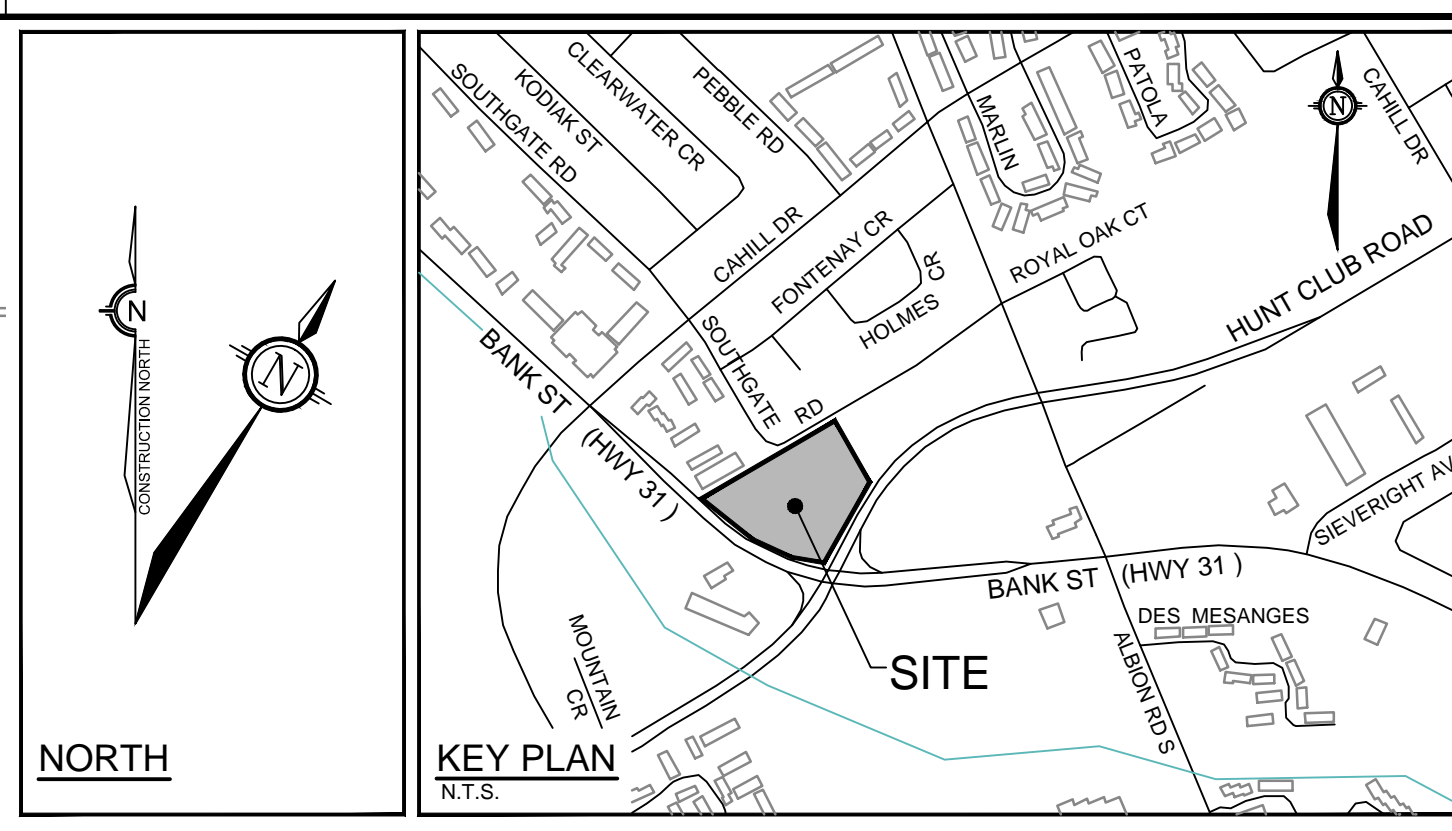 N
CONSTRUCTION NORTH
N
NORTH
CLEARWATER CR
KODIAK ST
SOUTHGATE RD
PEBBLE RD
MARLIN
PATOLA
N
CAHILL DR
CAHILL DR
FONTENAY CR
HOLMES CR
ROYAL OAK CT
HUNT CLUB ROAD
BANK ST
(HWY 31 )
SOUTHGATE
RD
SIEVERIGHT AV
BANK ST (HWY 31 )
DES MESANGES
ALBION RD S
MOUNTAIN
CR
SITE
KEY PLAN
N.T.S.